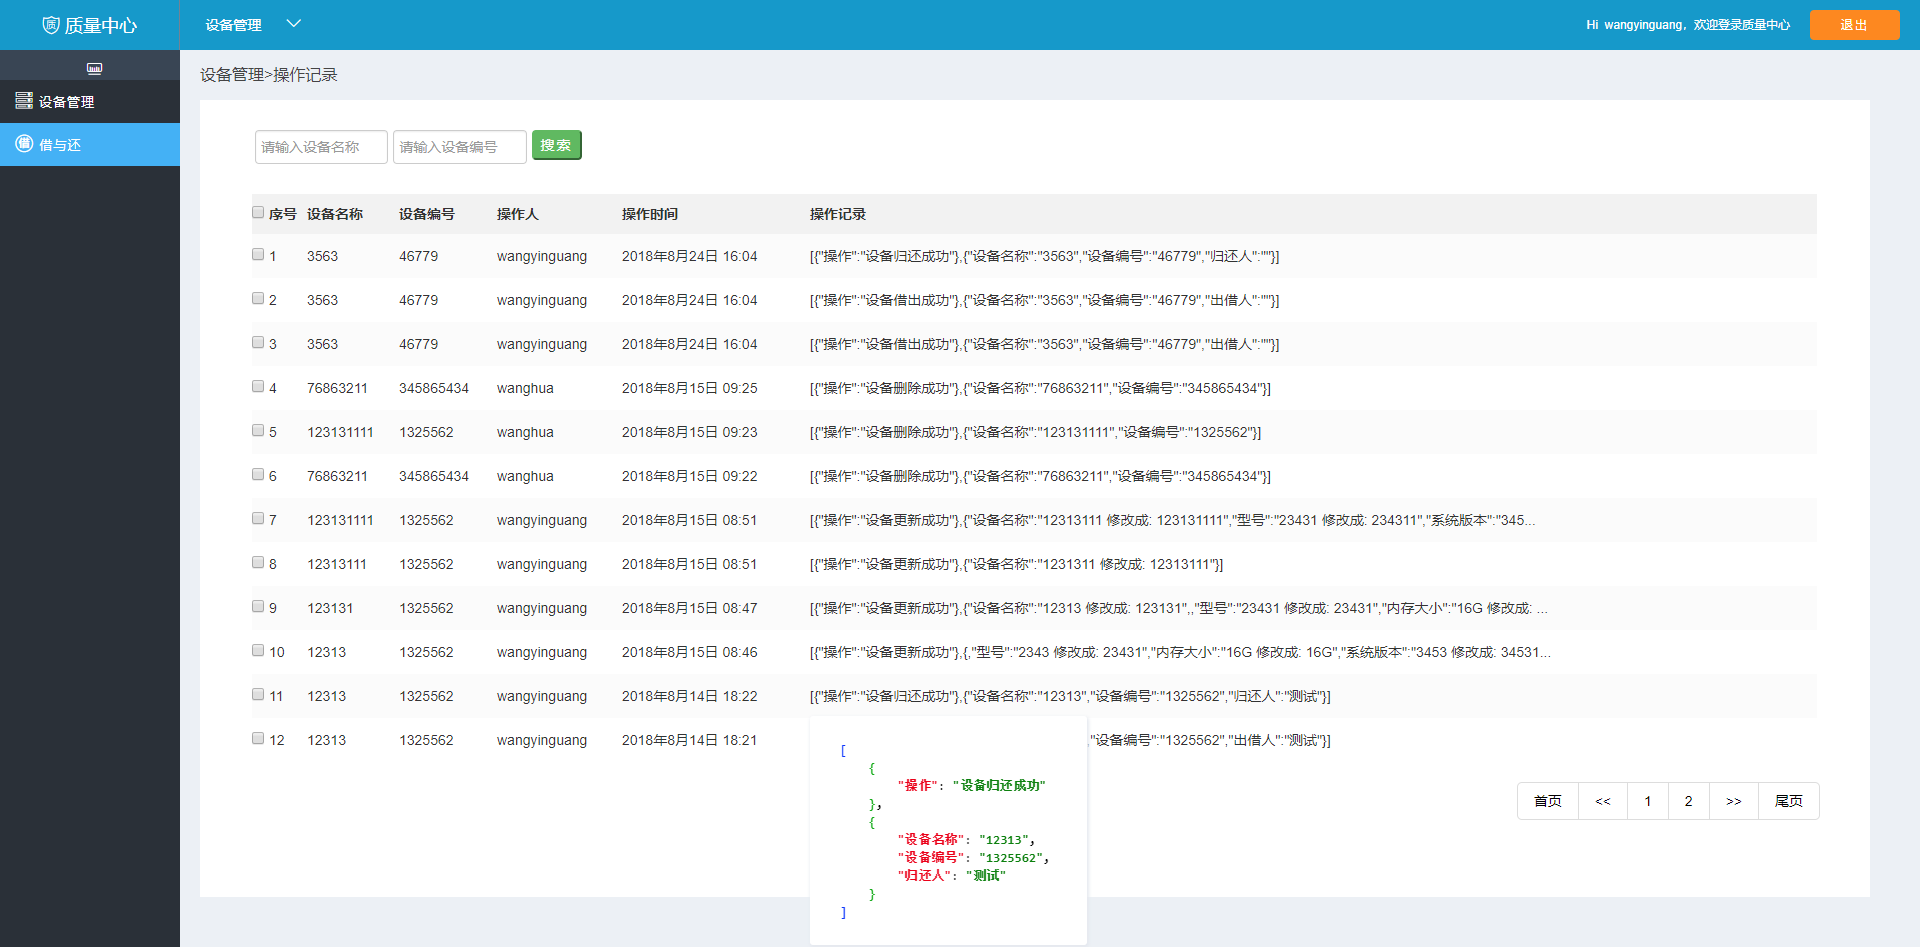 质量中心
设备管理
Hi wangyinguang，欢迎登录质量中心
退出
设备管理
借与还
设备管理>操作记录
请输入设备名称 请输入设备编号 搜索
序号 设备名称 设备编号 操作人 操作时间 操作记录
1 3563 46779 wangyinguang 2018年8月24日 16:04 [{"操作":"设备归还成功"},{"设备名称":"3563","设备编号":"46779","归还人":""}]
2 3563 46779 wangyinguang 2018年8月24日 16:04 [{"操作":"设备借出成功"},{"设备名称":"3563","设备编号":"46779","出借人":""}]
3 3563 46779 wangyinguang 2018年8月24日 16:04 [{"操作":"设备借出成功"},{"设备名称":"3563","设备编号":"46779","出借人":""}]
4 76863211 345865434 wanghua 2018年8月15日 09:25 [{"操作":"设备删除成功"},{"设备名称":"76863211","设备编号":"345865434"}]
5 123131111 1325562 wanghua 2018年8月15日 09:23 [{"操作":"设备删除成功"},{"设备名称":"123131111","设备编号":"1325562"}]
6 76863211 345865434 wanghua 2018年8月15日 09:22 [{"操作":"设备删除成功"},{"设备名称":"76863211","设备编号":"345865434"}]
7 123131111 1325562 wangyinguang 2018年8月15日 08:51 [{"操作":"设备更新成功"},{"设备名称":"12313111 修改成: 123131111","型号":"23431 修改成: 234311","系统版本":"345...
8 12313111 1325562 wangyinguang 2018年8月15日 08:51 [{"操作":"设备更新成功"},{"设备名称":"1231311 修改成: 12313111"}]
9 123131 1325562 wangyinguang 2018年8月15日 08:47 [{"操作":"设备更新成功"},{"设备名称":"12313 修改成: 123131",,"型号":"23431 修改成: 23431","内存大小":"16G 修改成: ...
10 12313 1325562 wangyinguang 2018年8月15日 08:46 [{"操作":"设备更新成功"},{,"型号":"2343 修改成: 23431","内存大小":"16G 修改成: 16G","系统版本":"3453 修改成: 34531...
11 12313 1325562 wangyinguang 2018年8月14日 18:22 [{"操作":"设备归还成功"},{"设备名称":"12313","设备编号":"1325562","归还人":"测试"}]
12 12313 1325562 wangyinguang 2018年8月14日 18:21 ,"设备编号":"1325562","出借人":"测试"}]
[
{
"操作": "设备归还成功"
},
{
"设备名称": "12313",
"设备编号": "1325562",
"归还人": "测试"
}
]
首页 << 1 2 >> 尾页